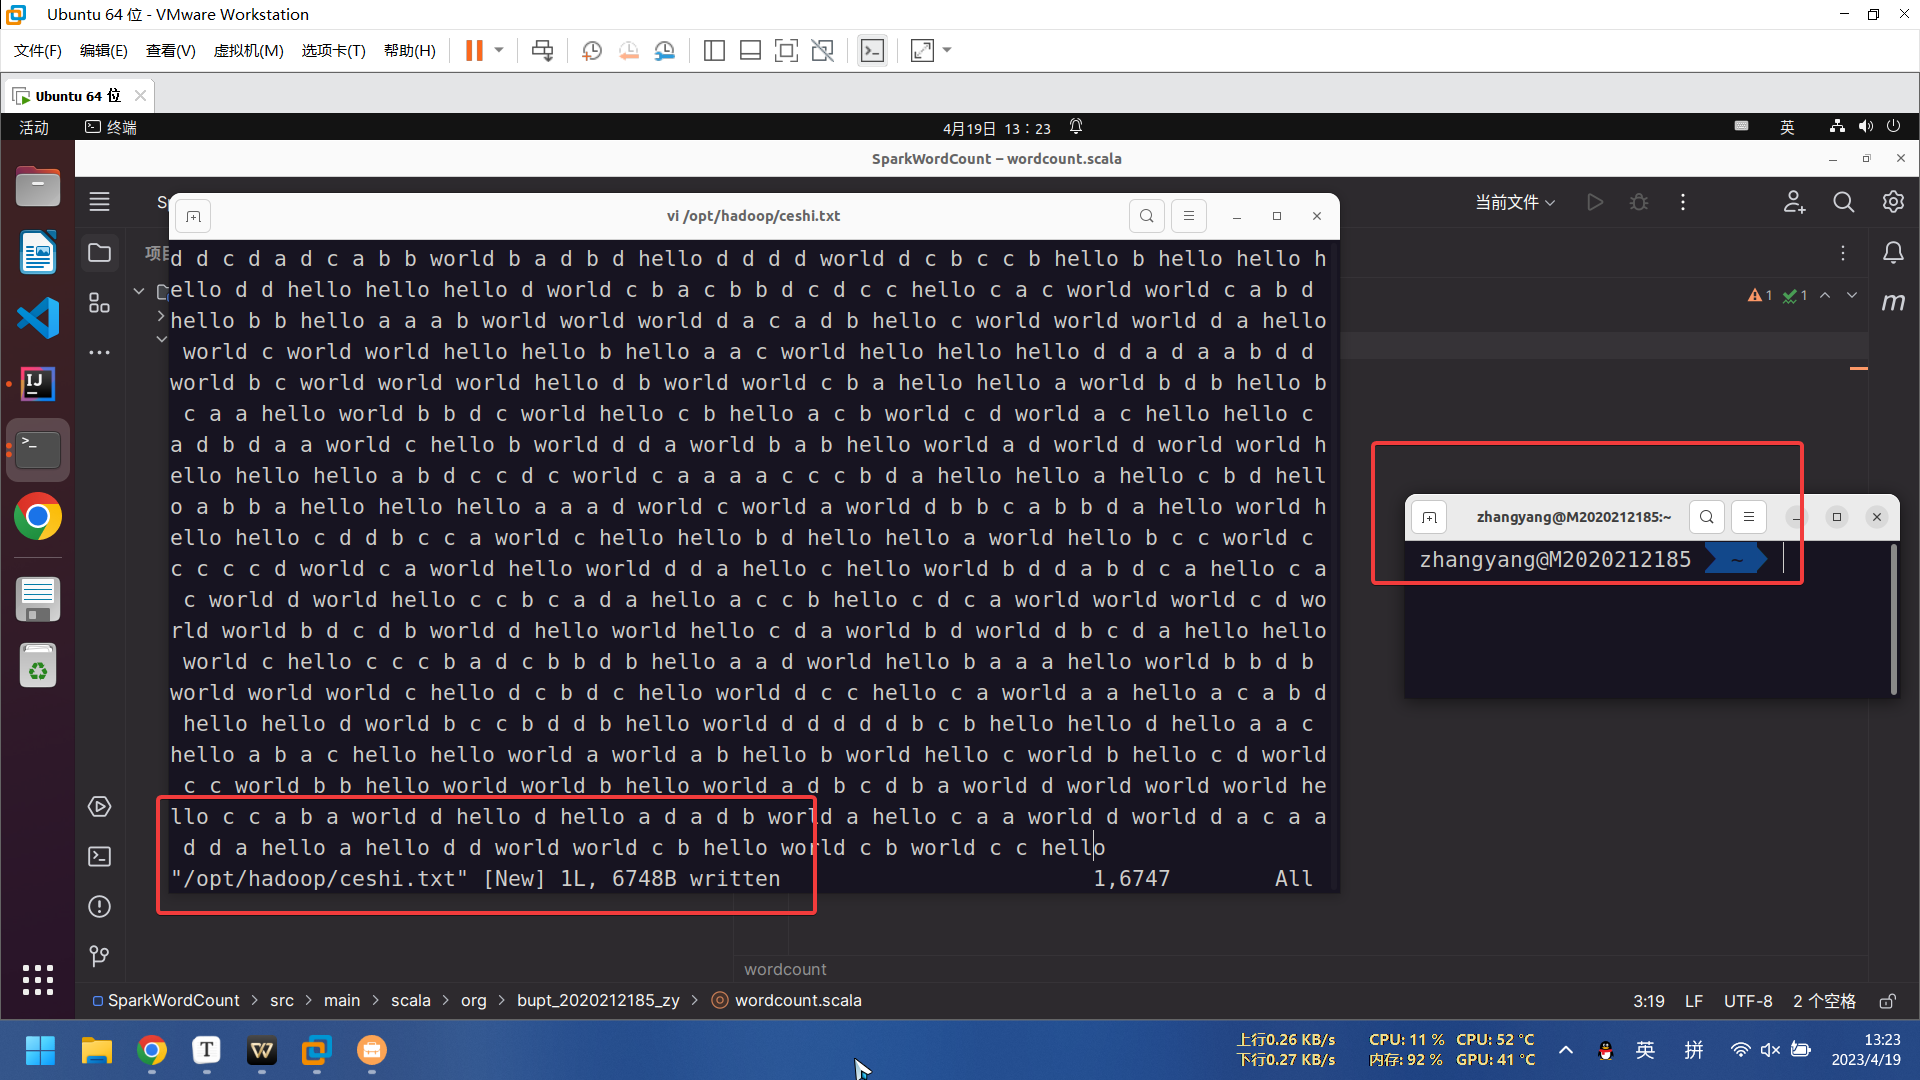 Ubuntu 64 位 - VMware Workstation
文件(F) 编辑(E) 查看(V) 虚拟机(M) 选项卡(T) 帮助(H)
Ubuntu 64 位
活动 终端 4月19日 13：23 英
SparkWordCount – wordcount.scala
当前文件
vi /opt/hadoop/ceshi.txt
项
d d c d a d c a b b world b a d b d hello d d d d world d c b c c b hello b hello hello h
ello d d hello hello hello d world c b a c b b d c d c c hello c a c world world c a b d
hello b b hello a a a b world world world d a c a d b hello c world world world d a hello
world c world world hello hello b hello a a c world hello hello hello d d a d a a b d d
world b c world world world hello d b world world c b a hello hello a world b d b hello b
c a a hello world b b d c world hello c b hello a c b world c d world a c hello hello c
a d b d a a world c hello b world d d a world b a b hello world a d world d world world h
ello hello hello a b d c c d c world c a a a a c c c b d a hello hello a hello c b d hell
o a b b a hello hello hello a a a d world c world a world d b b c a b b d a hello world h
ello hello c d d b c c a world c hello hello b d hello hello a world hello b c c world c
c c c c d world c a world hello world d d a hello c hello world b d d a b d c a hello c a
c world d world hello c c b c a d a hello a c c b hello c d c a world world world c d wo
rld world b d c d b world d hello world hello c d a world b d world d b c d a hello hello
world c hello c c c b a d c b b d b hello a a d world hello b a a a hello world b b d b
world world world c hello d c b d c hello world d c c hello c a world a a hello a c a b d
hello hello d world b c c b d d b hello world d d d d d b c b hello hello d hello a a c
hello a b a c hello hello world a world a b hello b world hello c world b hello c d world
c c world b b hello world world b hello world a d b c d b a world d world world world he
llo c c a b a world d hello d hello a d a d b world a hello c a a world d world d a c a a
d d a hello a hello d d world world c b hello world c b world c c hello
"/opt/hadoop/ceshi.txt" [New] 1L, 6748B written 1,6747 All
1 1
zhangyang@M2020212185:~
zhangyang@M2020212185 ~
wordcount
SparkWordCount > src > main > scala > org > bupt_2020212185_zy > wordcount.scala 3:19 LF UTF-8 2 个空格
上行0.26 KB/s CPU: 11 % CPU: 52 °C
下行0.27 KB/s 内存: 92 % GPU: 41 °C
英 拼
13:23
2023/4/19